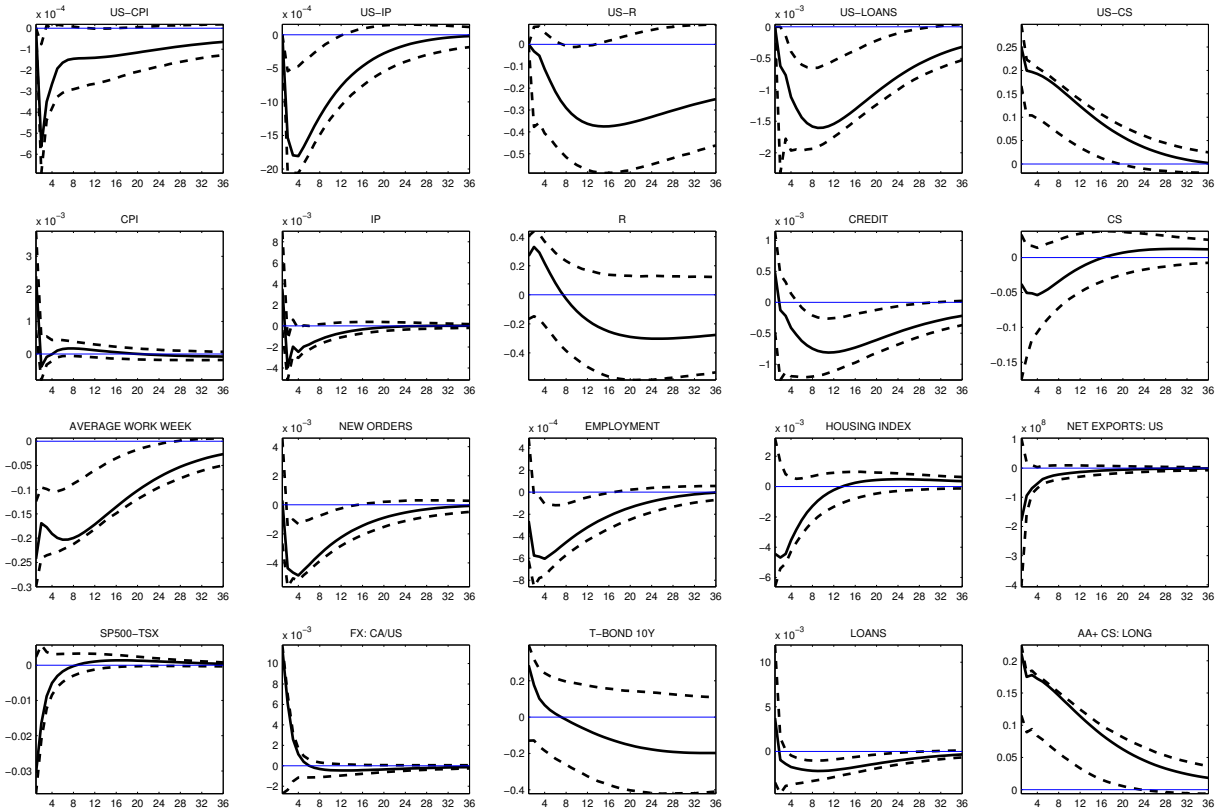 x 10⁻⁴
US−CPI
0
−1
−2
−3
−4
−5
−6
4 8 12 16 20 24 28 32 36
x 10⁻⁴
US−IP
0
−5
−10
−15
−20
4 8 12 16 20 24 28 32 36
US−R
0.1
0
−0.1
−0.2
−0.3
−0.4
−0.5
4 8 12 16 20 24 28 32 36
x 10⁻³
US−LOANS
0
−0.5
−1
−1.5
−2
4 8 12 16 20 24 28 32 36
US−CS
0.25
0.2
0.15
0.1
0.05
0
4 8 12 16 20 24 28 32 36
x 10⁻³
CPI
3
2
1
0
4 8 12 16 20 24 28 32 36
x 10⁻³
IP
8
6
4
2
0
−2
−4
4 8 12 16 20 24 28 32 36
R
0.4
0.2
0
−0.2
−0.4
4 8 12 16 20 24 28 32 36
x 10⁻³
CREDIT
1
0.5
0
−0.5
−1
4 8 12 16 20 24 28 32 36
CS
0
−0.05
−0.1
−0.15
4 8 12 16 20 24 28 32 36
AVERAGE WORK WEEK
0
−0.05
−0.1
−0.15
−0.2
−0.25
−0.3
4 8 12 16 20 24 28 32 36
x 10⁻³
NEW ORDERS
4
2
0
−2
−4
4 8 12 16 20 24 28 32 36
x 10⁻⁴
EMPLOYMENT
4
2
0
−2
−4
−6
−8
4 8 12 16 20 24 28 32 36
x 10⁻³
HOUSING INDEX
2
0
−2
−4
−6
4 8 12 16 20 24 28 32 36
x 10⁸
NET EXPORTS: US
1
0
−1
−2
−3
−4
4 8 12 16 20 24 28 32 36
SP500−TSX
0
−0.01
−0.02
−0.03
4 8 12 16 20 24 28 32 36
x 10⁻³
FX: CA/US
10
8
6
4
2
0
−2
4 8 12 16 20 24 28 32 36
T−BOND 10Y
0.2
0
−0.2
−0.4
4 8 12 16 20 24 28 32 36
x 10⁻³
LOANS
10
5
0
4 8 12 16 20 24 28 32 36
AA+ CS: LONG
0.2
0.15
0.1
0.05
0
4 8 12 16 20 24 28 32 36